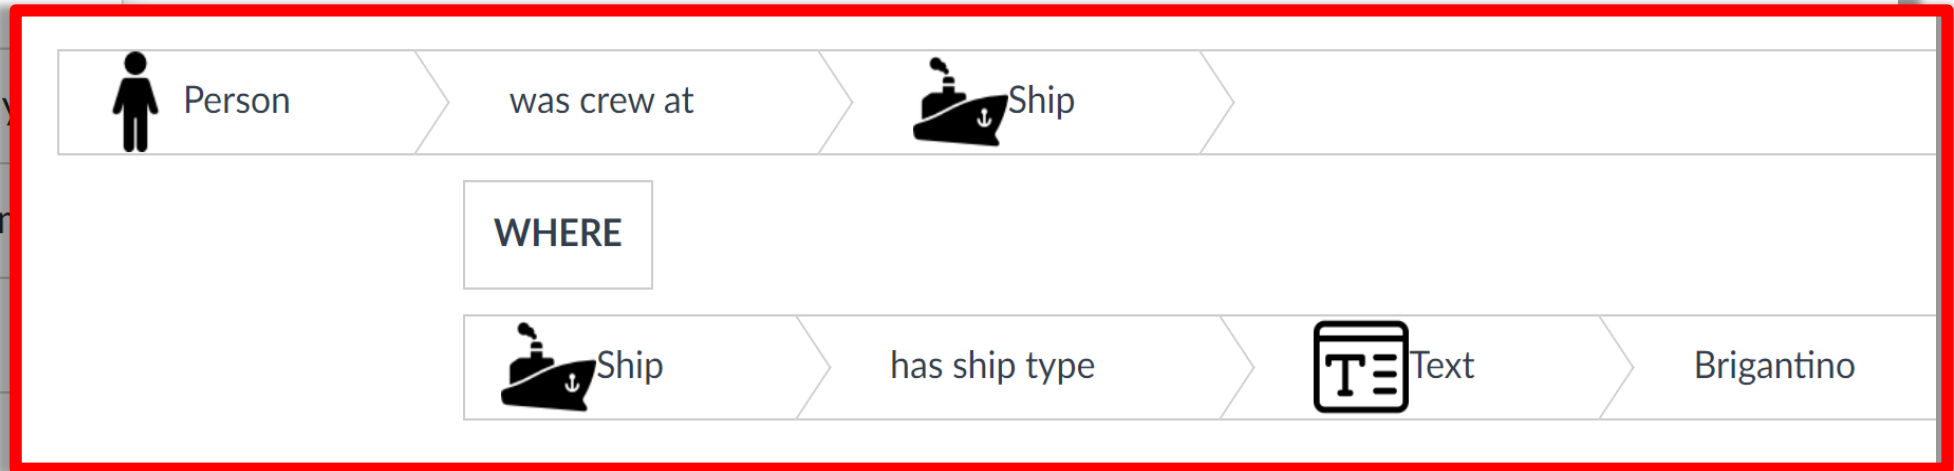 Person was crew at Ship
WHERE
Ship has ship type Text Brigantino